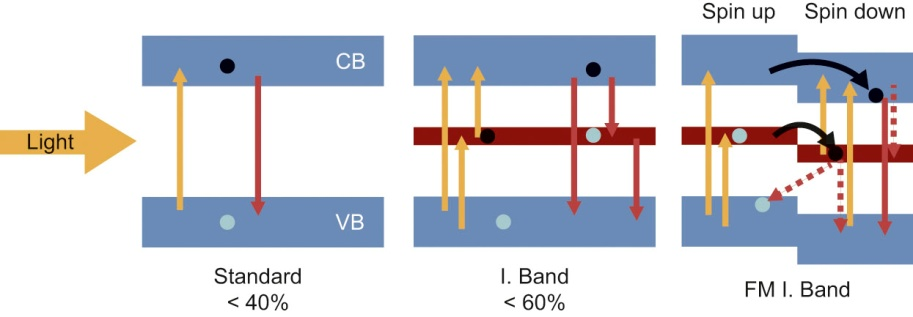 Spin up
Spin down
CB
Light
VB
Standard
< 40%
I. Band
< 60%
FM I. Band